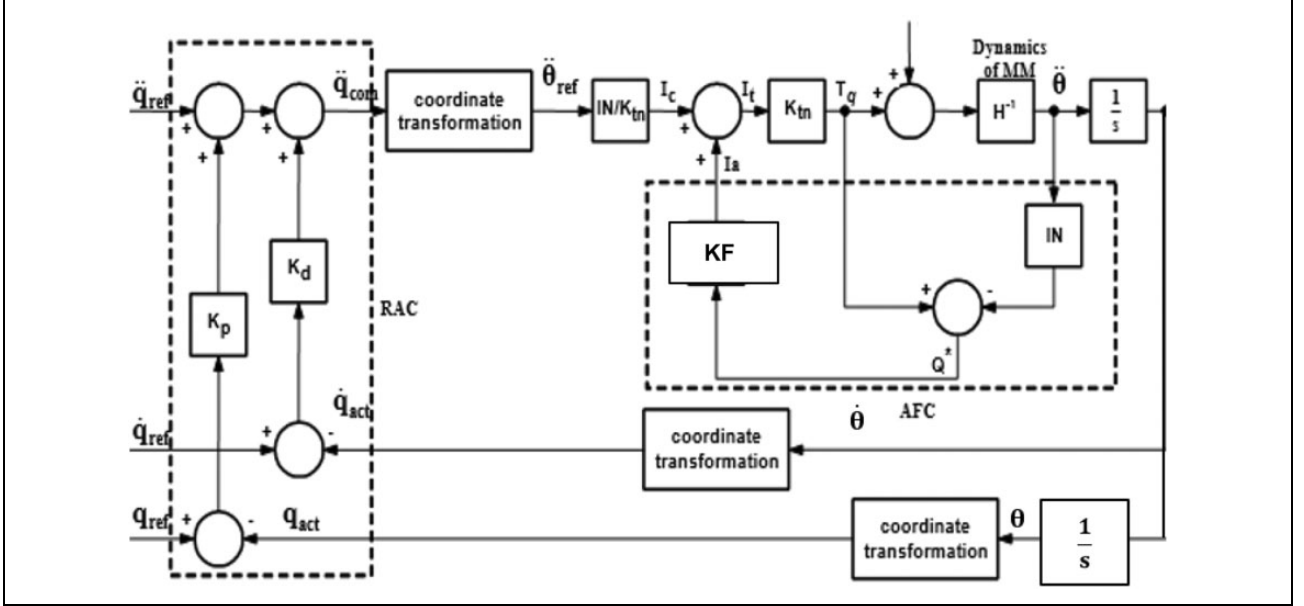 Dynamics
of MM
q̈ref
q̈com
coordinate
transformation
θ̈ref
IN/Ktn
Ic
It
Ktn
Tq
H⁻¹
θ̈
1
s
+
+
+
+
+
+
+
+
Ia
KF
IN
Kd
Kp
RAC
+
-
Q*
AFC
q̇ref
+
-
q̇act
coordinate
transformation
θ̇
qref
+
-
qact
coordinate
transformation
θ
1
s